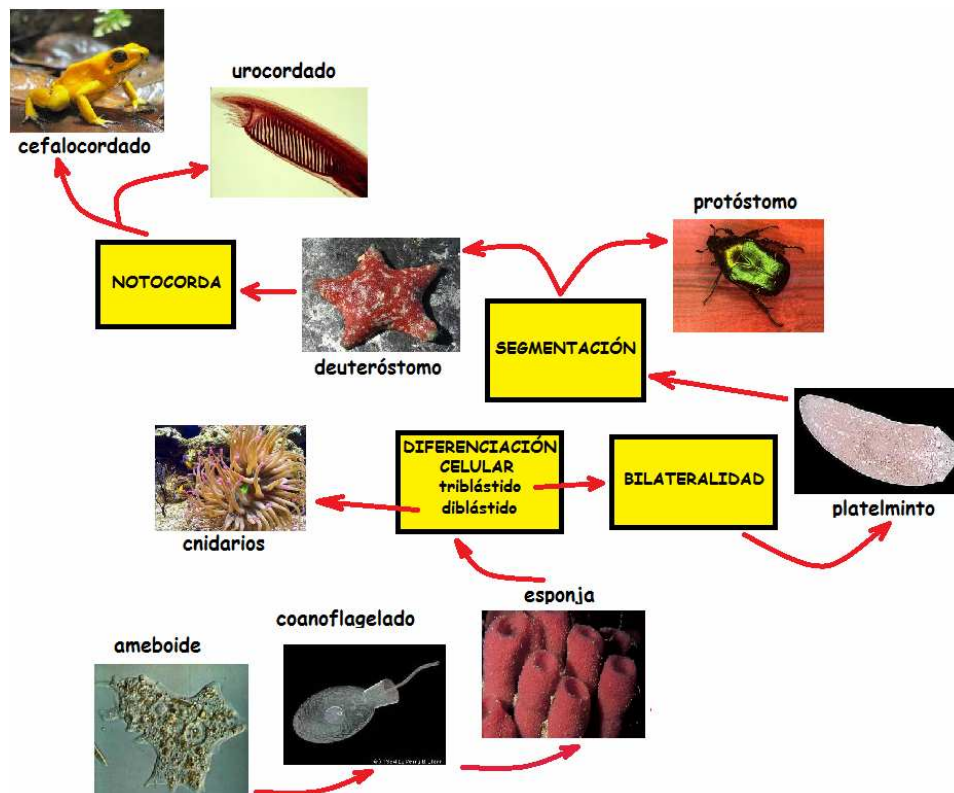 urocordado
cefalocordado
protóstomo
NOTOCORDA
SEGMENTACIÓN
deuteróstomo
DIFERENCIACIÓN
CELULAR
triblástido
diblástido
BILATERALIDAD
platelminto
cnidarios
esponja
coanoflagelado
ameboide